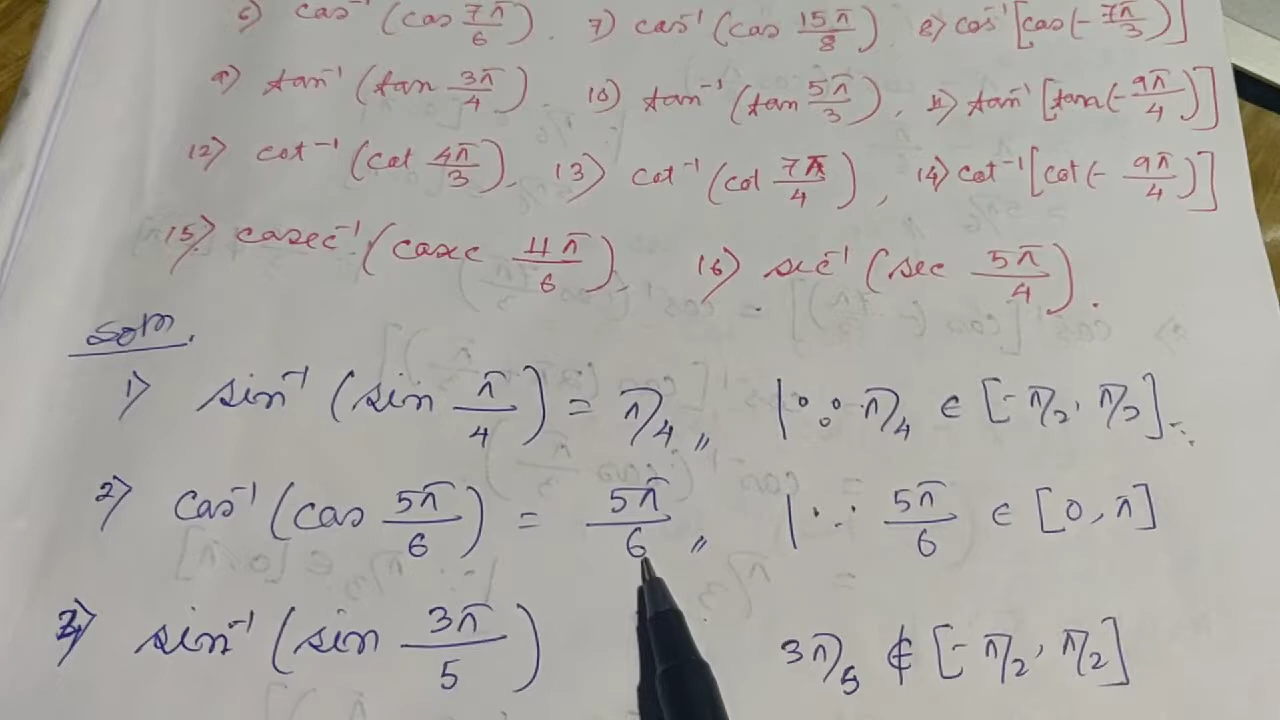 6) cos⁻¹(cos 7π/6). 7) cos⁻¹(cos 15π/8) 8) cos⁻¹[cos(-7π/3)]
9) tan⁻¹(tan 3π/4). 10) tan⁻¹(tan 5π/3), 11) tan⁻¹[tan(-9π/4)]
12) cot⁻¹(cot 4π/3), 13) cot⁻¹(cot 7π/4), 14) cot⁻¹[cot(-9π/4)]
15) cosec⁻¹(cosec 11π/6). 16) sec⁻¹(sec 5π/4).
Soln.
1) sin⁻¹(sin π/4) = π/4,, |∵ π/4 ∈ [-π/2, π/2].
2) cos⁻¹(cos 5π/6) = 5π/6,, |∵ 5π/6 ∈ [0, π]
3) sin⁻¹(sin 3π/5) 3π/5 ∉ [-π/2, π/2]